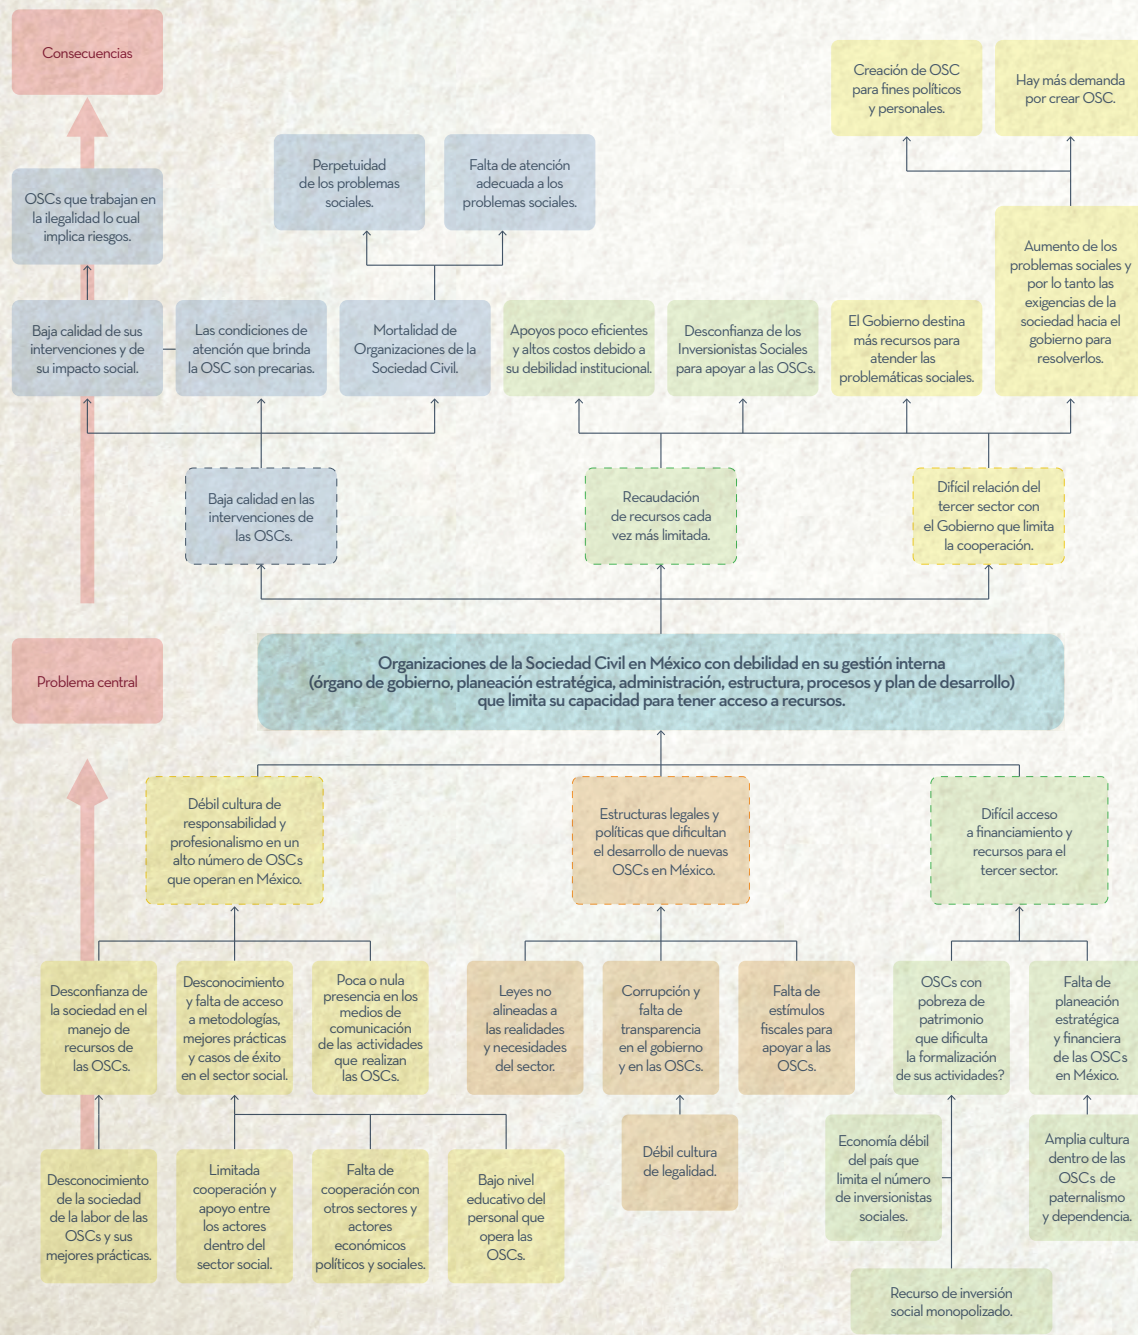 Consecuencias
Creación de OSC
para fines políticos
y personales.
Hay más demanda
por crear OSC.
Perpetuidad
de los problemas
sociales.
Falta de atención
adecuada a los
problemas sociales.
OSCs que trabajan en
la ilegalidad lo cual
implica riesgos.
Aumento de los
problemas sociales y
por lo tanto las
exigencias de la
sociedad hacia el
gobierno para
resolverlos.
Baja calidad de sus
intervenciones y de
su impacto social.
Las condiciones de
atención que brinda
la OSC son precarias.
Mortalidad de
Organizaciones de la
Sociedad Civil.
Apoyos poco eficientes
y altos costos debido a
su debilidad institucional.
Desconfianza de los
Inversionistas Sociales
para apoyar a las OSCs.
El Gobierno destina
más recursos para
atender las
problemáticas sociales.
Baja calidad en las
intervenciones de
las OSCs.
Recaudación
de recursos cada
vez más limitada.
Difícil relación del
tercer sector con
el Gobierno que limita
la cooperación.
Problema central
Organizaciones de la Sociedad Civil en México con debilidad en su gestión interna
(órgano de gobierno, planeación estratégica, administración, estructura, procesos y plan de desarrollo)
que limita su capacidad para tener acceso a recursos.
Débil cultura de
responsabilidad y
profesionalismo en un
alto número de OSCs
que operan en México.
Estructuras legales y
políticas que dificultan
el desarrollo de nuevas
OSCs en México.
Difícil acceso
a financiamiento y
recursos para el
tercer sector.
Desconfianza de
la sociedad en el
manejo de
recursos de
las OSCs.
Desconocimiento
y falta de acceso
a metodologías,
mejores prácticas
y casos de éxito
en el sector social.
Poca o nula
presencia en los
medios de
comunicación
de las actividades
que realizan
las OSCs.
Leyes no
alineadas a
las realidades
y necesidades
del sector.
Corrupción y
falta de
transparencia
en el gobierno
y en las OSCs.
Falta de
estímulos
fiscales para
apoyar a las
OSCs.
OSCs con
pobreza de
patrimonio
que dificulta
la formalización
de sus actividades?
Falta de
planeación
estratégica
y financiera
de las OSCs
en México.
Desconocimiento
de la sociedad
de la labor de las
OSCs y sus
mejores prácticas.
Limitada
cooperación y
apoyo entre
los actores
dentro del
sector social.
Falta de
cooperación con
otros sectores y
actores
económicos
políticos y sociales.
Bajo nivel
educativo del
personal que
opera las
OSCs.
Débil cultura
de legalidad.
Economía débil
del país que
limita el número
de inversionistas
sociales.
Amplia cultura
dentro de las
OSCs de
paternalismo
y dependencia.
Recurso de inversión
social monopolizado.